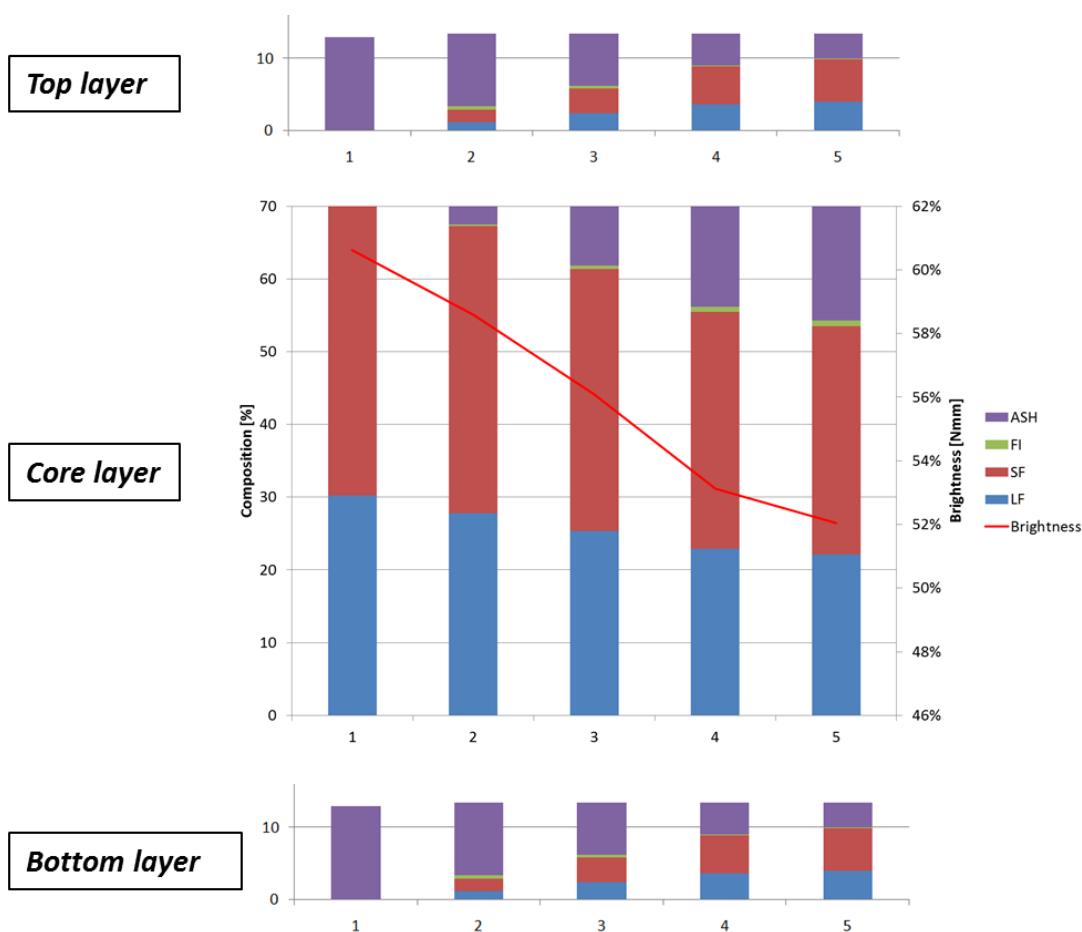 Top layer
10
0
1 2 3 4 5
Core layer
Composition [%]
70
60
50
40
30
20
10
0
62%
60%
58%
56%
54%
52%
50%
48%
46%
Brightness [Nmm]
1 2 3 4 5
ASH
FI
SF
LF
Brightness
Bottom layer
10
0
1 2 3 4 5